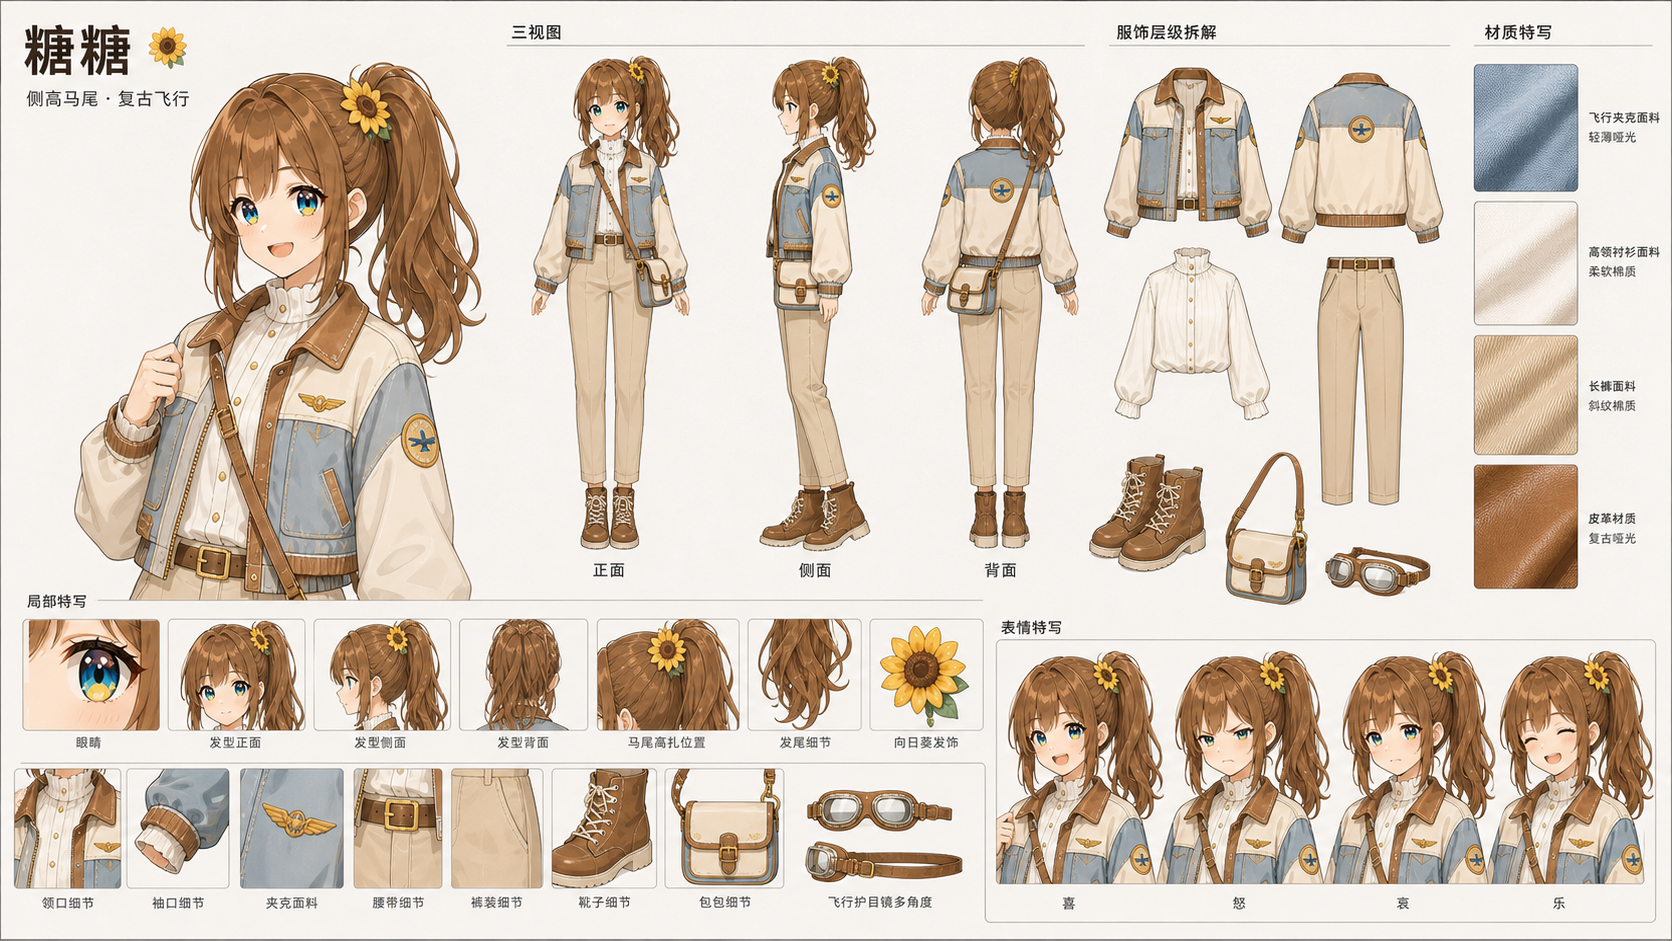 糖糖
侧高马尾 · 复古飞行
三视图
正面
侧面
背面
服饰层级拆解
材质特写
飞行夹克面料
轻薄哑光
高领衬衫面料
柔软棉质
长裤面料
斜纹棉质
皮革材质
复古哑光
局部特写
眼睛
发型正面
发型侧面
发型背面
马尾高扎位置
发尾细节
向日葵发饰
领口细节
袖口细节
夹克面料
腰带细节
裤装细节
靴子细节
包包细节
飞行护目镜多角度
表情特写
喜
怒
哀
乐